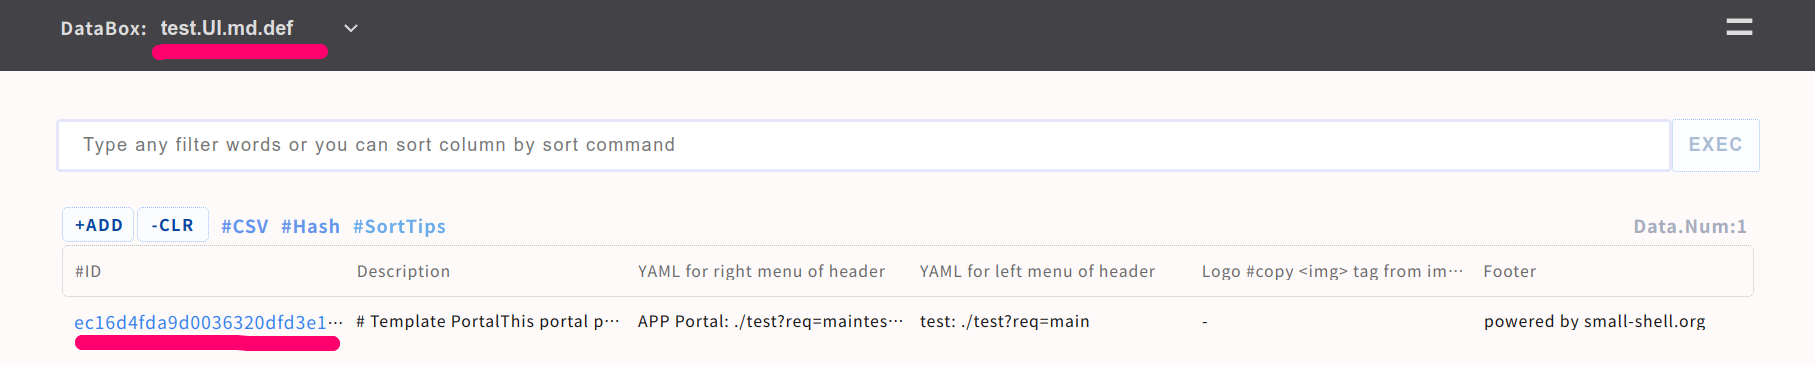 DataBox: test.UI.md.def
Type any filter words or you can sort column by sort command EXEC
+ADD -CLR #CSV #Hash #SortTips Data.Num:1
#ID Description YAML for right menu of header YAML for left menu of header Logo #copy <img> tag from im… Footer
ec16d4fda9d0036320dfd3e1… # Template PortalThis portal p… APP Portal: ./test?req=maintes… test: ./test?req=main - powered by small-shell.org